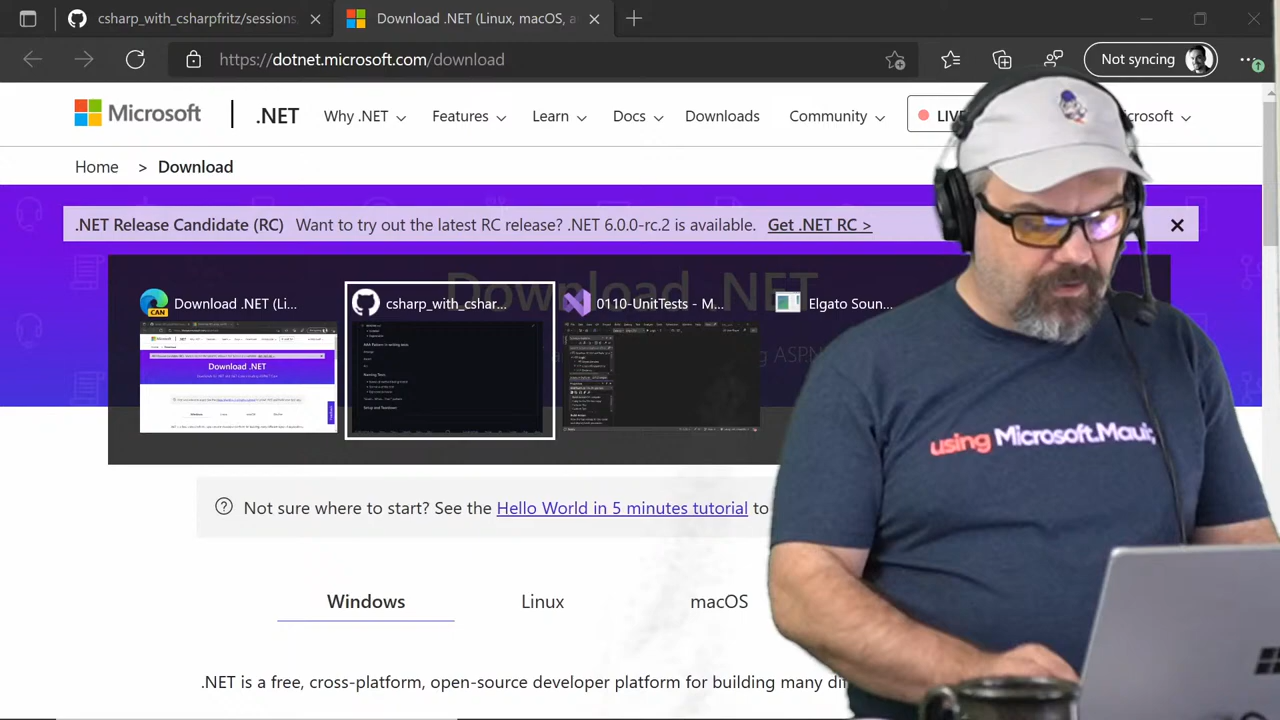 csharp_with_csharpfritz/sessions
Download .NET (Linux, macOS, a
https://dotnet.microsoft.com/download
Not syncing
Microsoft
.NET
Why .NET
Features
Learn
Docs
Downloads
Community
LIV
Home > Download
.NET Release Candidate (RC) Want to try out the latest RC release? .NET 6.0.0-rc.2 is available. Get .NET RC >
Download .NET
Download .NET (Li...
CAN
csharp_with_cshar...
0110-UnitTests - M...
Elgato Soun...
Download .NET
using Microsoft.Maui;
Not sure where to start? See the Hello World in 5 minutes tutorial to
Windows
Linux
macOS
.NET is a free, cross-platform, open-source developer platform for building many di